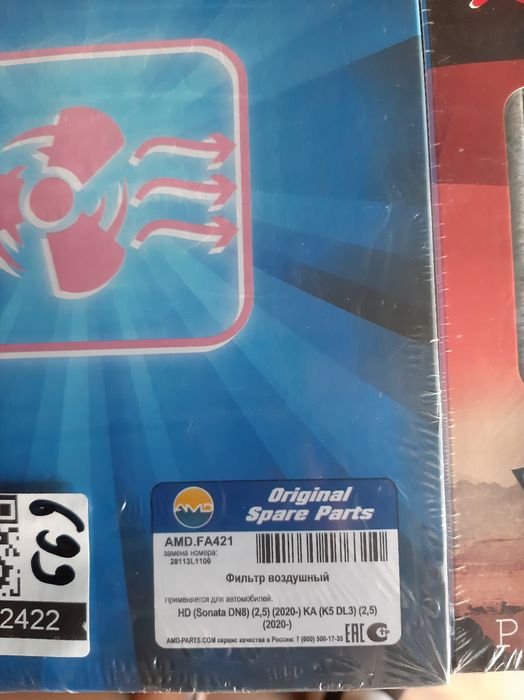 AMD
Original
Spare Parts
AMD.FA421
замена номера:
28113L1100
Фильтр воздушный
применяется для автомобилей:
HD (Sonata DN8) (2,5) (2020-) KA (K5 DL3) (2,5)
(2020-)
AMD-PARTS.COM сервис качества в России: 7 (800) 500-17-35
EAC
699
2422
P